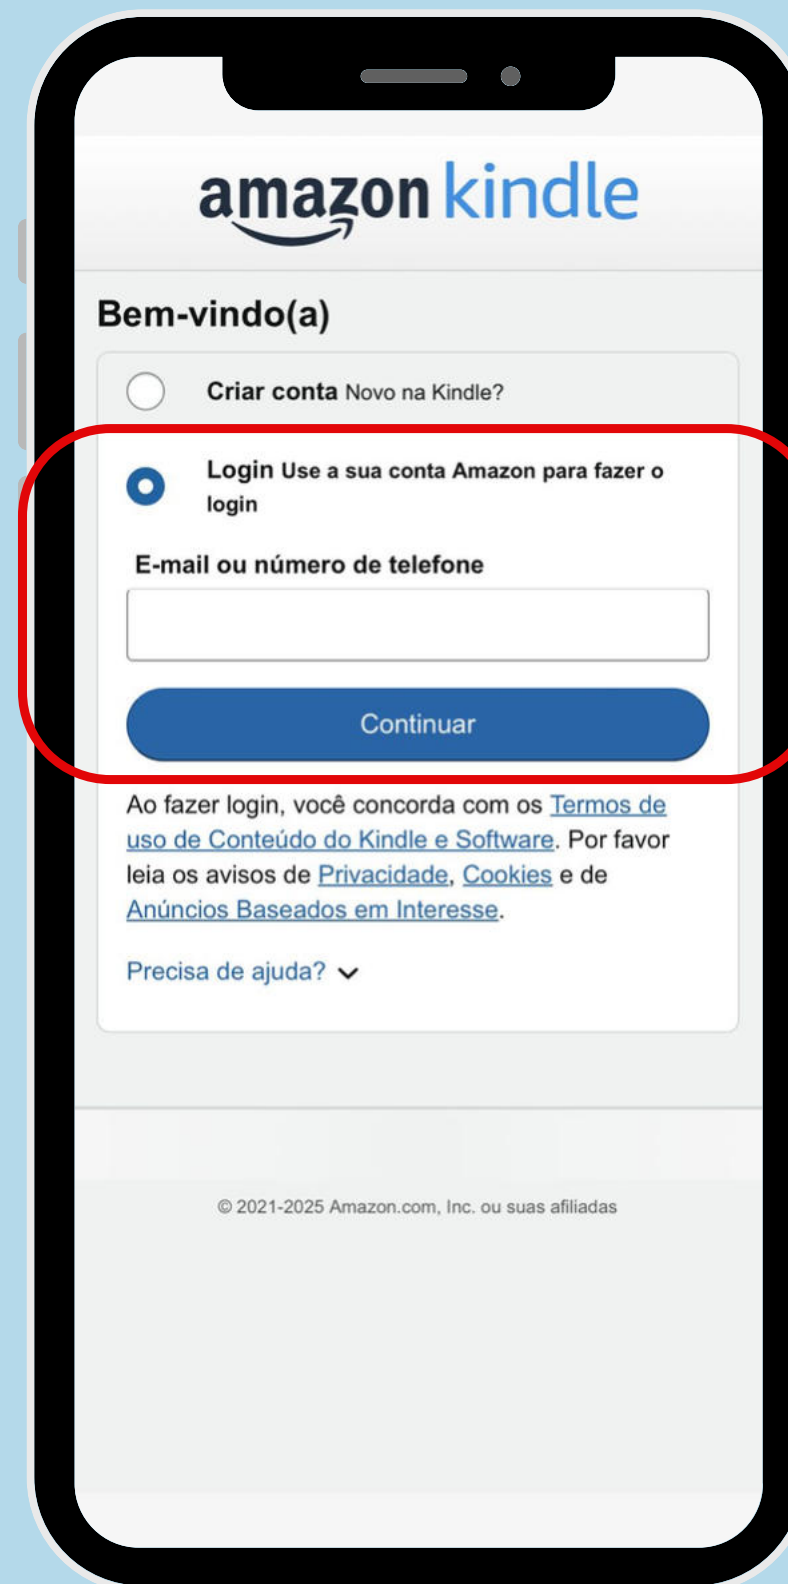 amazon kindle
Bem-vindo(a)
Criar conta Novo na Kindle?
Login Use a sua conta Amazon para fazer o
login
E-mail ou número de telefone
Continuar
Ao fazer login, você concorda com os Termos de
uso de Conteúdo do Kindle e Software. Por favor
leia os avisos de Privacidade, Cookies e de
Anúncios Baseados em Interesse.
Precisa de ajuda?
© 2021-2025 Amazon.com, Inc. ou suas afiliadas